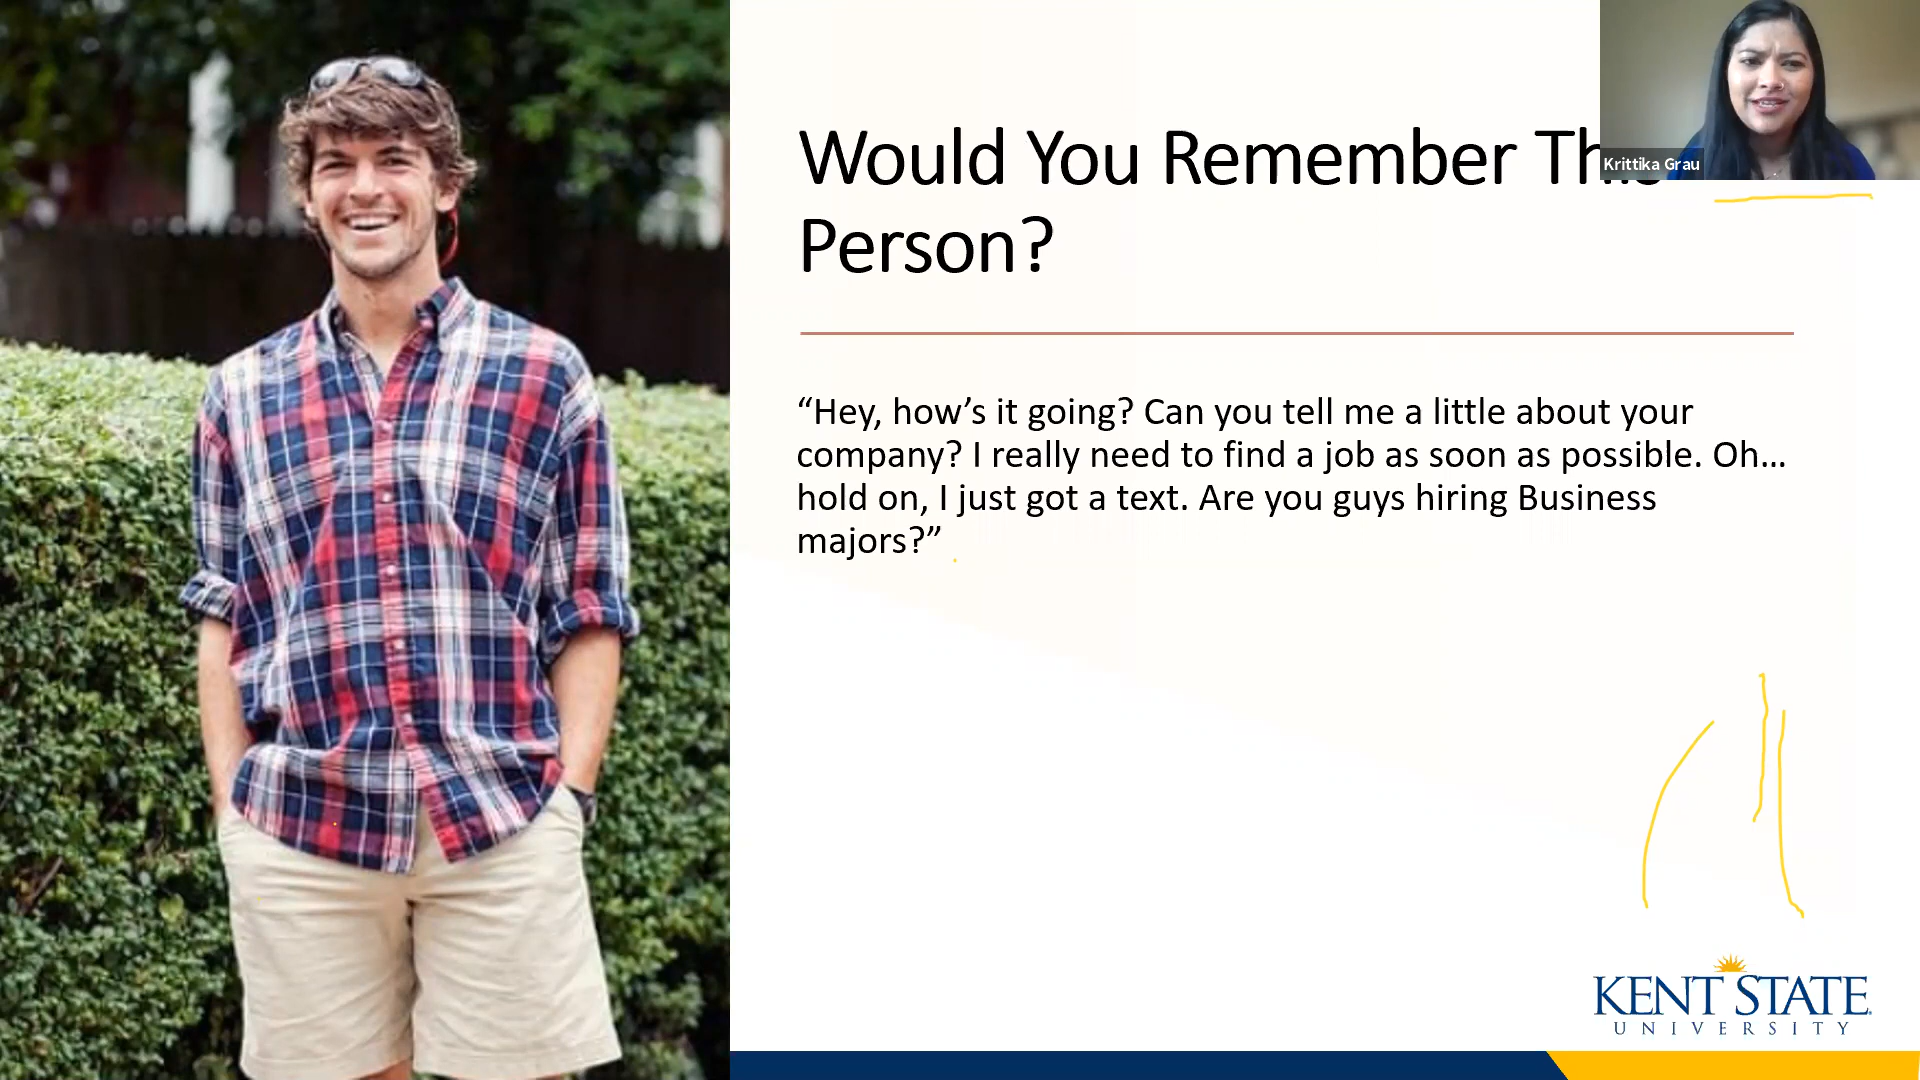 Would You Remember
Person?
Krittika Grau
“Hey, how’s it going? Can you tell me a little about your
company? I really need to find a job as soon as possible. Oh…
hold on, I just got a text. Are you guys hiring Business
majors?”
KENT STATE
UNIVERSITY